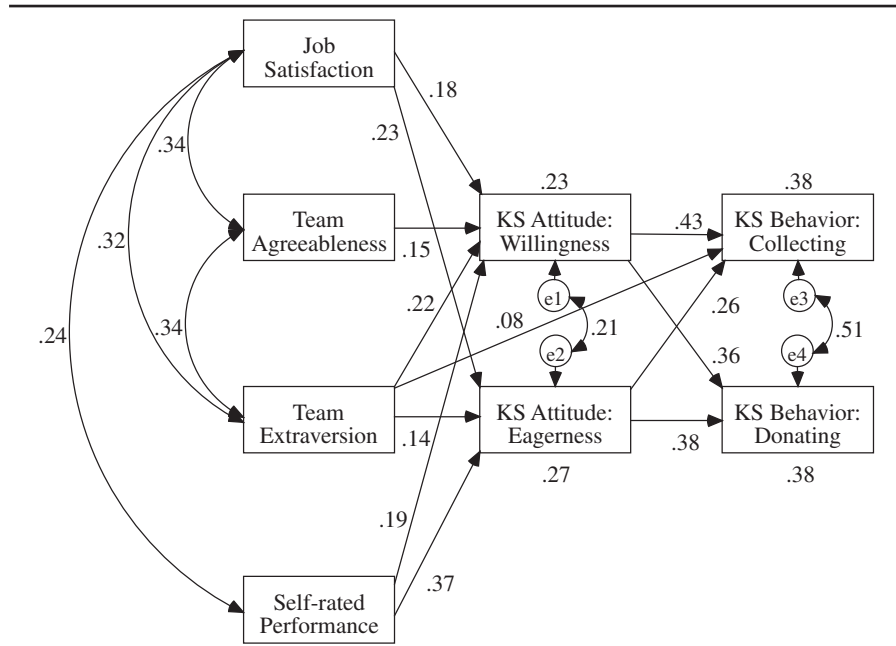 Job
Satisfaction
.18
.23
.34
.23
.38
Team
Agreeableness
KS Attitude:
Willingness
KS Behavior:
Collecting
.43
.15
.32
.22
e1
e3
.08
.26
.24
.34
.21
.51
e2
e4
.36
Team
Extraversion
KS Attitude:
Eagerness
KS Behavior:
Donating
.14
.38
.27
.38
.19
.37
Self-rated
Performance